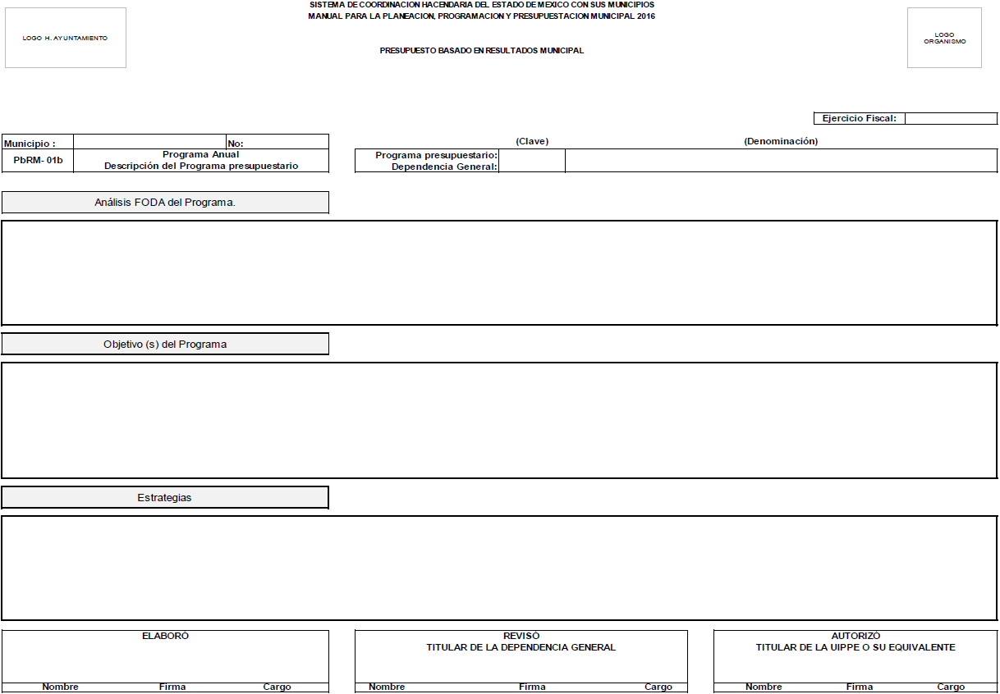 SISTEMA DE COORDINACION HACENDARIA DEL ESTADO DE MEXICO CON SUS MUNICIPIOS
MANUAL PARA LA PLANEACION, PROGRAMACION Y PRESUPUESTACION MUNICIPAL 2016
LOGO H. AYUNTAMIENTO
LOGO
ORGANISMO
PRESUPUESTO BASADO EN RESULTADOS MUNICIPAL
Ejercicio Fiscal:
Municipio :
No:
(Clave)
(Denominación)
PbRM- 01b
Programa Anual
Descripción del Programa presupuestario
Programa presupuestario:
Dependencia General:
Análisis FODA del Programa.
Objetivo (s) del Programa
Estrategias
ELABORÓ
Nombre Firma Cargo
REVISÓ
TITULAR DE LA DEPENDENCIA GENERAL
Nombre Firma Cargo
AUTORIZÓ
TITULAR DE LA UIPPE O SU EQUIVALENTE
Nombre Firma Cargo